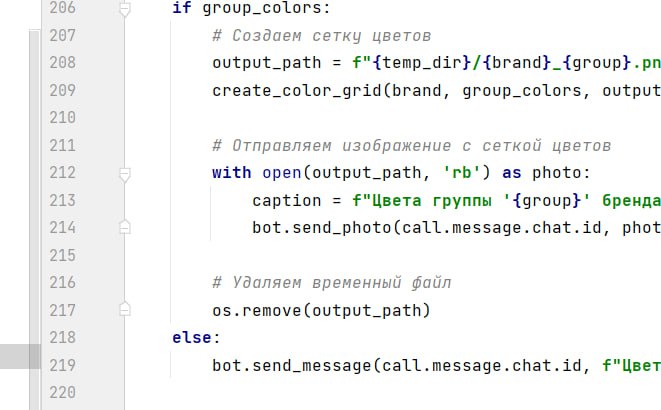 206 if group_colors:
207 # Создаем сетку цветов
208 output_path = f"{temp_dir}/{brand}_{group}.pn
209 create_color_grid(brand, group_colors, output
210
211 # Отправляем изображение с сеткой цветов
212 with open(output_path, 'rb') as photo:
213 caption = f"Цвета группы '{group}' бренда
214 bot.send_photo(call.message.chat.id, phot
215
216 # Удаляем временный файл
217 os.remove(output_path)
218 else:
219 bot.send_message(call.message.chat.id, f"Цвет
220